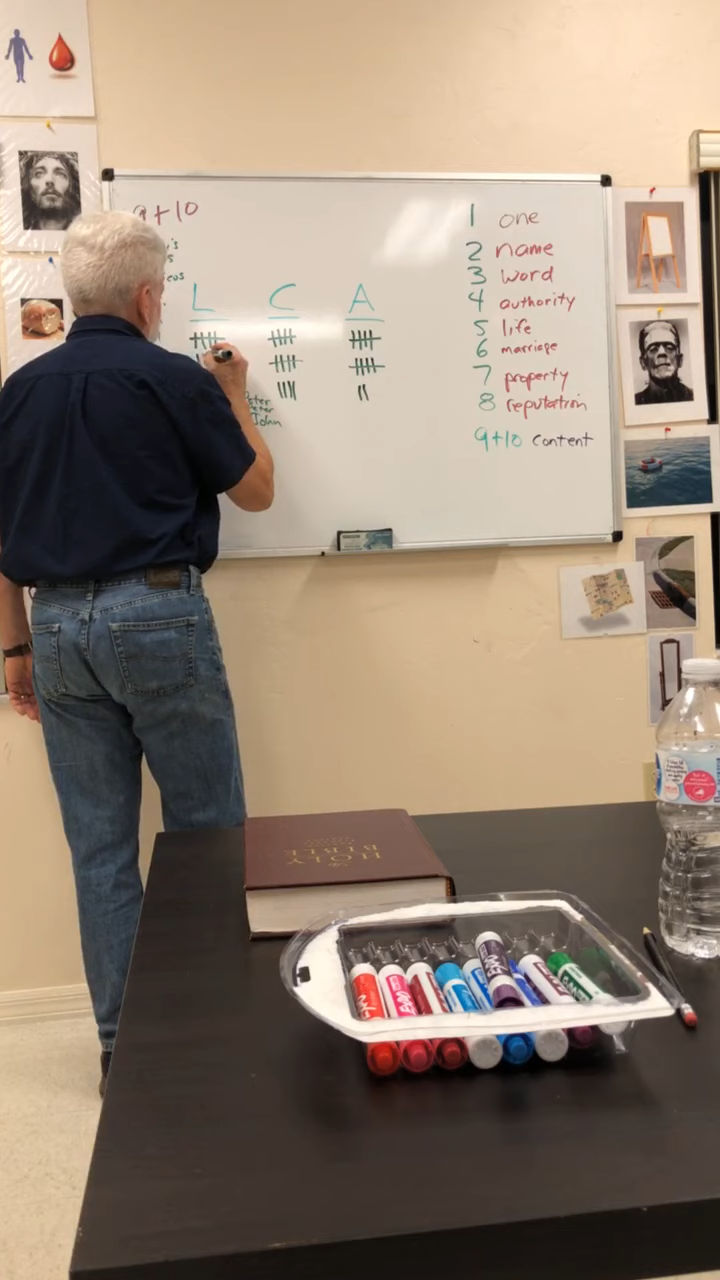 9+10
L C A
1 one
2 name
3 word
4 authority
5 life
6 marriage
7 property
8 reputation
9+10 content
Peter
Peter
John
HOLY
BIBLE
EXPO